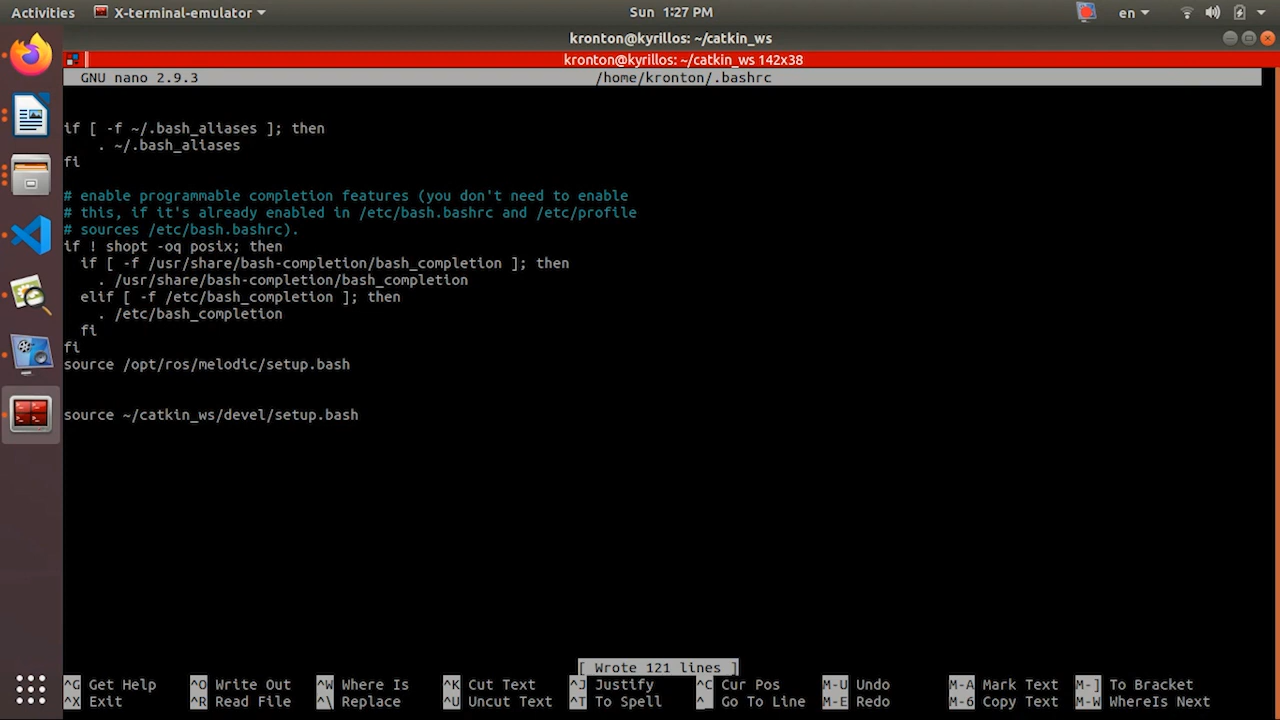 Activities X-terminal-emulator Sun 1:27 PM en
kronton@kyrillos: ~/catkin_ws
kronton@kyrillos: ~/catkin_ws 142x38
GNU nano 2.9.3 /home/kronton/.bashrc
if [ -f ~/.bash_aliases ]; then
. ~/.bash_aliases
fi
# enable programmable completion features (you don't need to enable
# this, if it's already enabled in /etc/bash.bashrc and /etc/profile
# sources /etc/bash.bashrc).
if ! shopt -oq posix; then
if [ -f /usr/share/bash-completion/bash_completion ]; then
. /usr/share/bash-completion/bash_completion
elif [ -f /etc/bash_completion ]; then
. /etc/bash_completion
fi
fi
source /opt/ros/melodic/setup.bash
source ~/catkin_ws/devel/setup.bash
[ Wrote 121 lines ]
^G Get Help ^O Write Out ^W Where Is ^K Cut Text ^J Justify ^C Cur Pos M-U Undo M-A Mark Text M-] To Bracket
^X Exit ^R Read File ^\ Replace ^U Uncut Text ^T To Spell ^_ Go To Line M-E Redo M-6 Copy Text M-W WhereIs Next